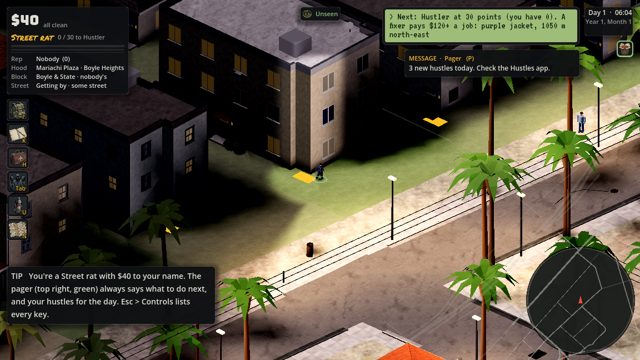 $40 all clean
STREET RAT 0 / 30 to Hustler
Rep Nobody (0)
Hood Mariachi Plaza · Boyle Heights
Block Boyle & State · nobody's
Street Getting by · some street
Unseen
> Next: Hustler at 30 points (you have 0). A
fixer pays $120+ a job: purple jacket, 1050 m
north-east
MESSAGE · Pager (P)
3 new hustles today. Check the Hustles app.
Day 1 · 06:04
Year 1, Month 1
Tab
U
TIP You're a Street rat with $40 to your name. The
pager (top right, green) always says what to do next,
and your hustles for the day. Esc > Controls lists
every key.